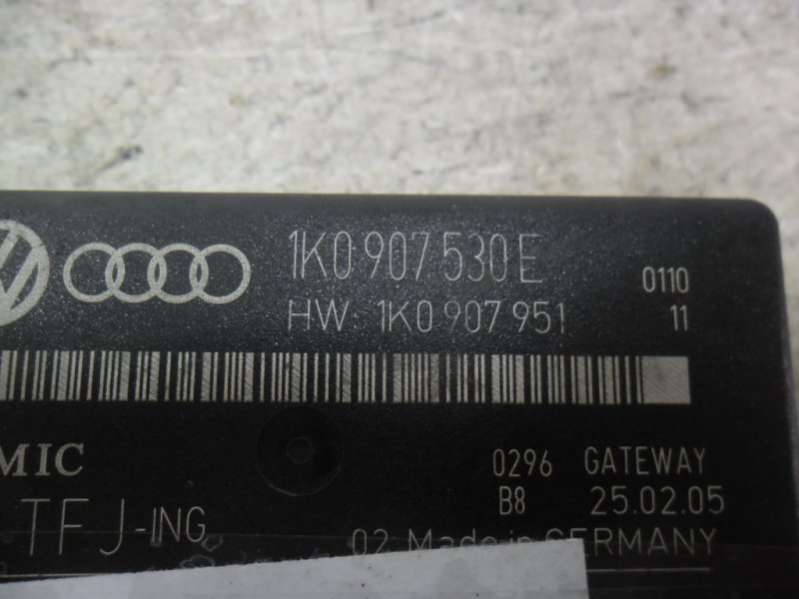 1K0 907 530 E
0110
HW: 1K0 907 951
11
MIC
0296 GATEWAY
B8 25.02.05
TFJ-ING
02 Made in GERMANY